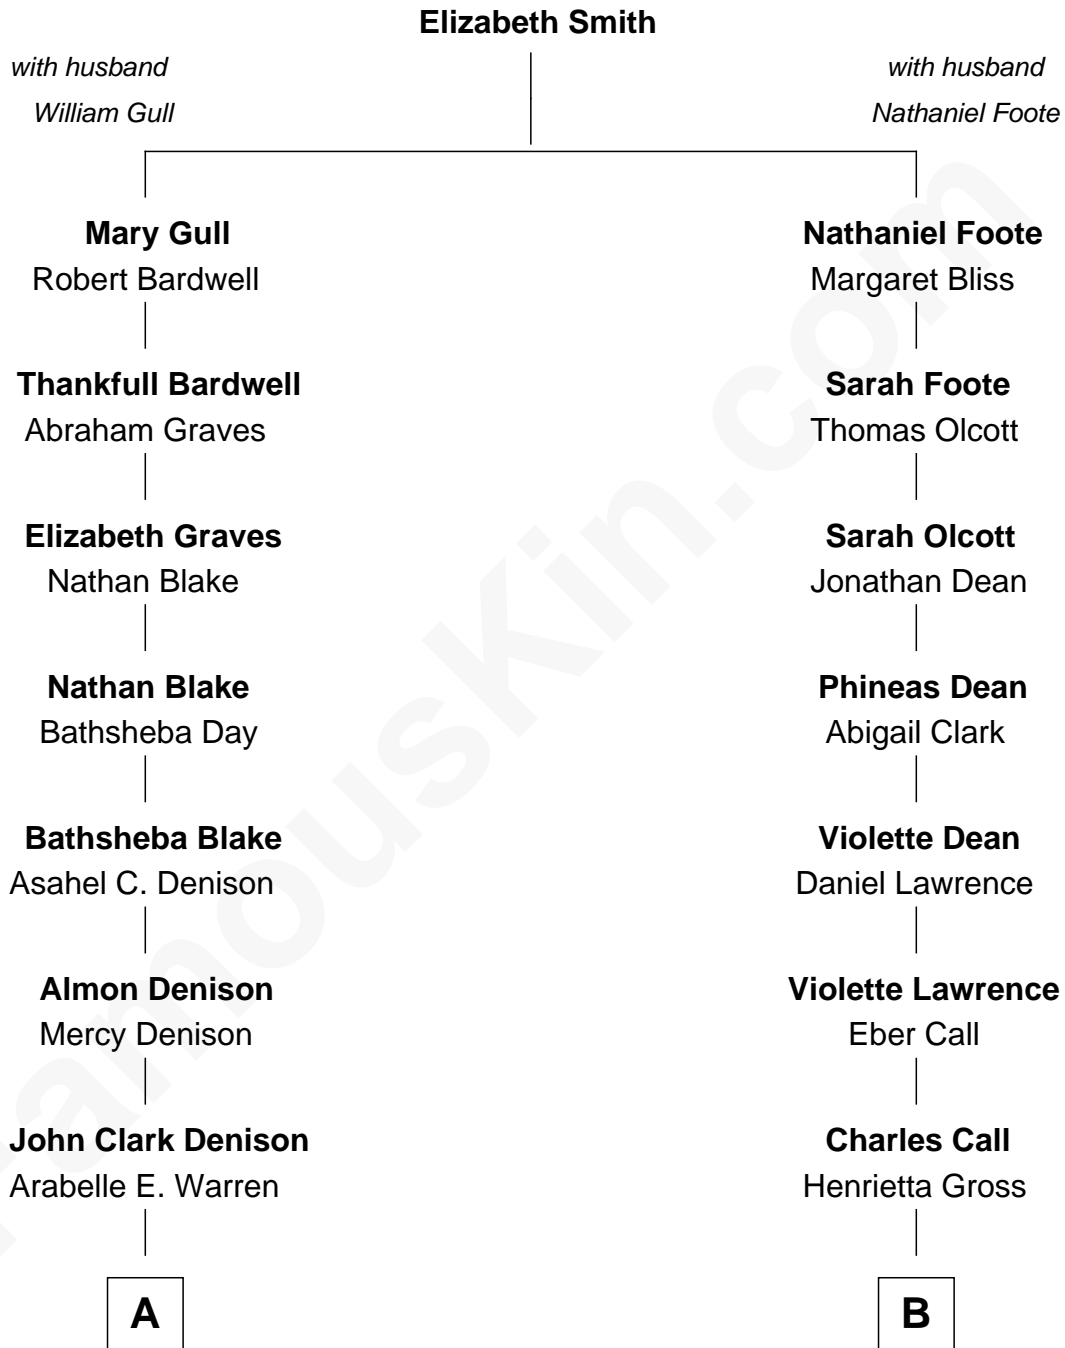 Elizabeth Smith
with husband
William Gull
with husband
Nathaniel Foote
Mary Gull
Robert Bardwell
Nathaniel Foote
Margaret Bliss
Thankfull Bardwell
Abraham Graves
Sarah Foote
Thomas Olcott
Elizabeth Graves
Nathan Blake
Sarah Olcott
Jonathan Dean
Nathan Blake
Bathsheba Day
Phineas Dean
Abigail Clark
Bathsheba Blake
Asahel C. Denison
Violette Dean
Daniel Lawrence
Almon Denison
Mercy Denison
Violette Lawrence
Eber Call
John Clark Denison
Arabelle E. Warren
Charles Call
Henrietta Gross
A
B
FamousKin.com